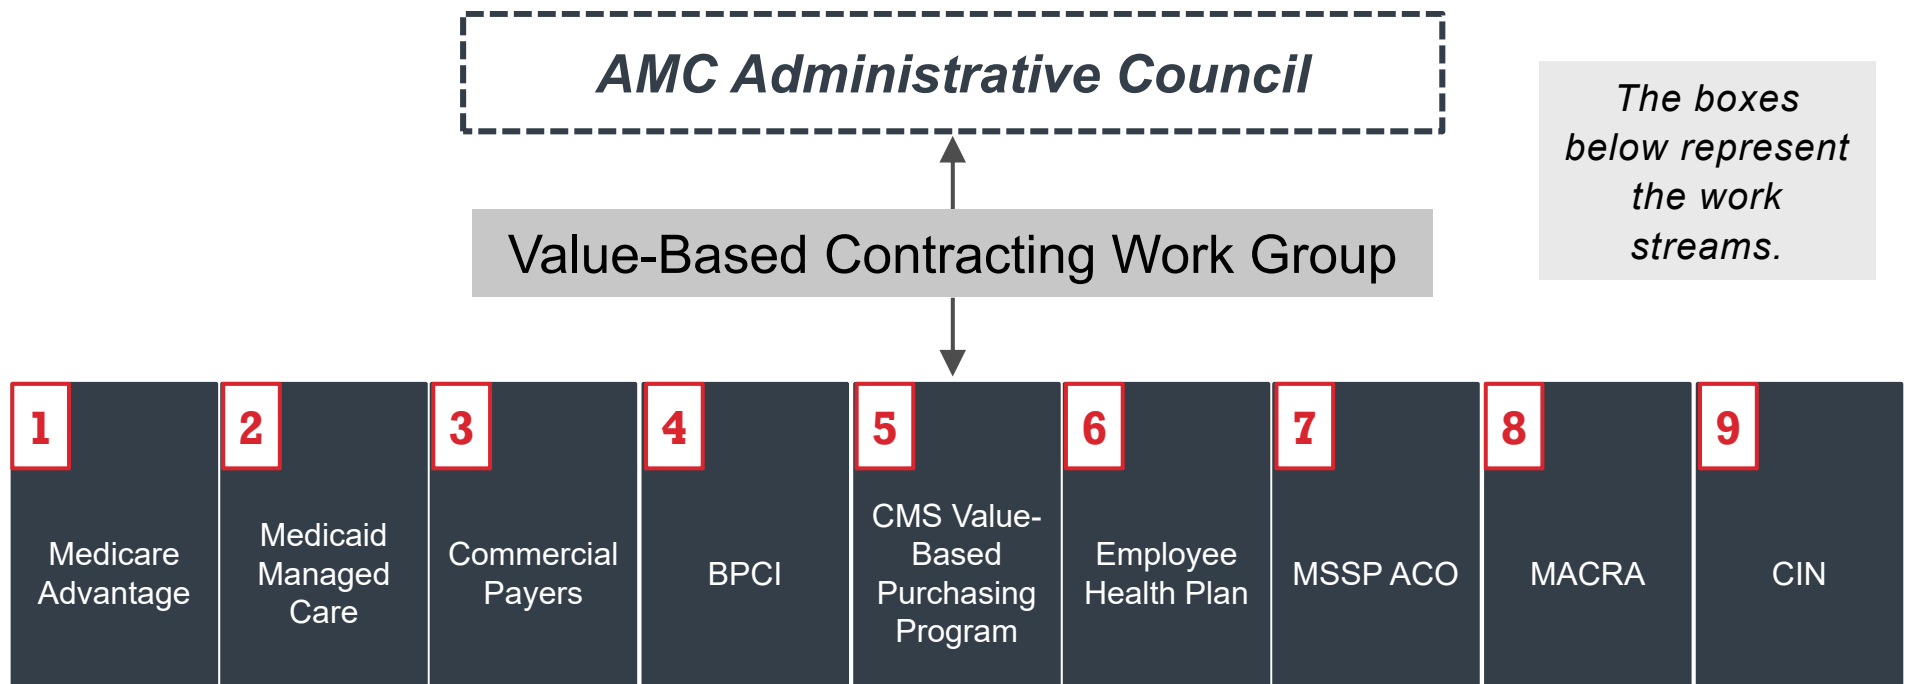 AMC Administrative Council
The boxes
below represent
the work
streams.
Value-Based Contracting Work Group
1
Medicare
Advantage
2
Medicaid
Managed
Care
3
Commercial
Payers
4
BPCI
5
CMS Value-
Based
Purchasing
Program
6
Employee
Health Plan
7
MSSP ACO
8
MACRA
9
CIN